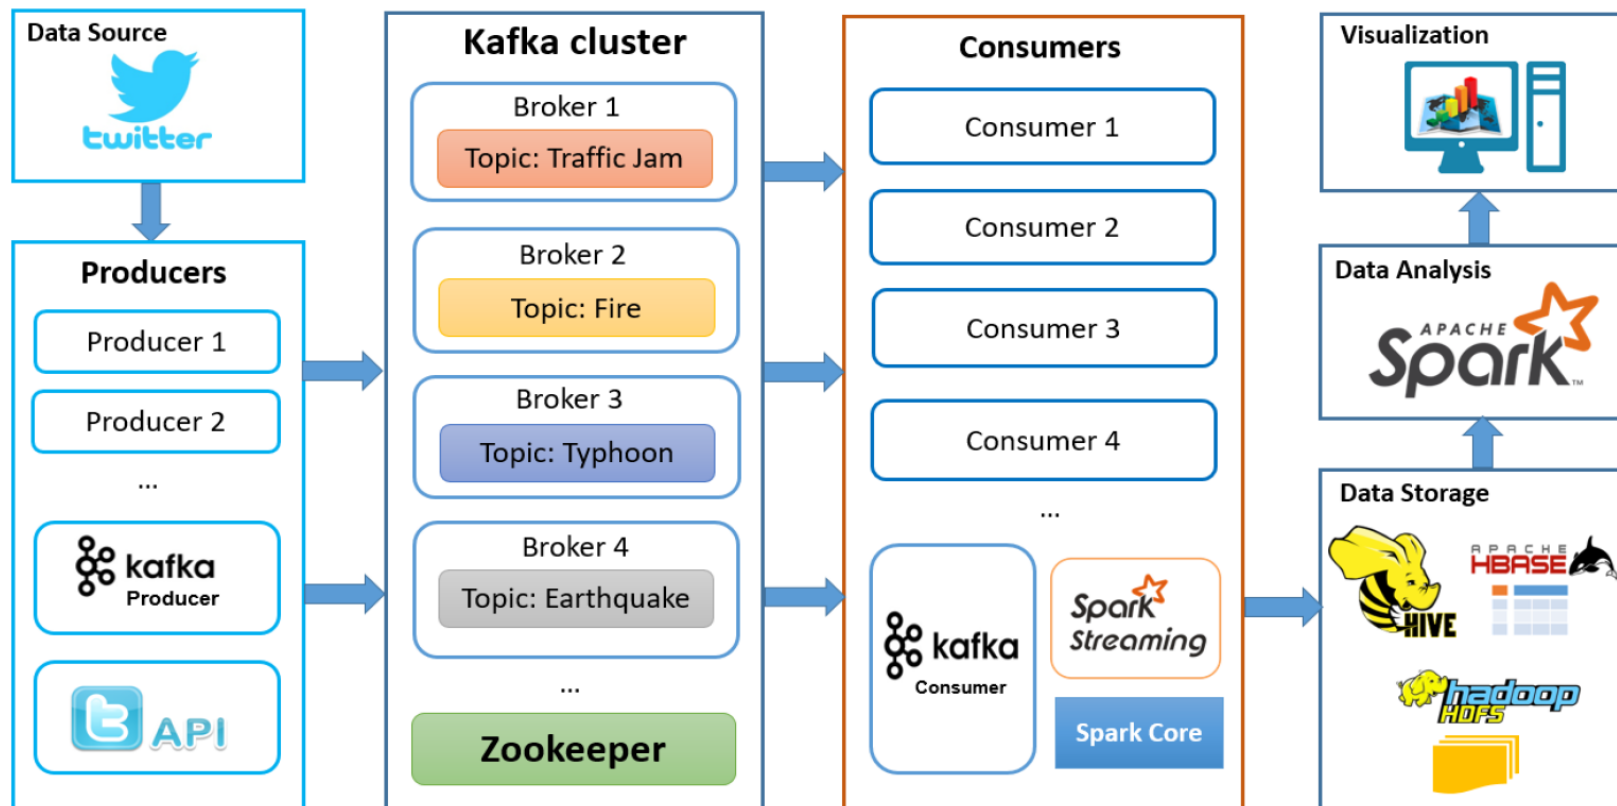 Data Source
twitter
Producers
Producer 1
Producer 2
...
kafka
Producer
API
Kafka cluster
Broker 1
Topic: Traffic Jam
Broker 2
Topic: Fire
Broker 3
Topic: Typhoon
Broker 4
Topic: Earthquake
...
Zookeeper
Consumers
Consumer 1
Consumer 2
Consumer 3
Consumer 4
...
kafka
Consumer
Spark
Streaming
Spark Core
Visualization
Data Analysis
APACHE
Spark™
Data Storage
HIVE
APACHE
HBASE
hadoop
HDFS